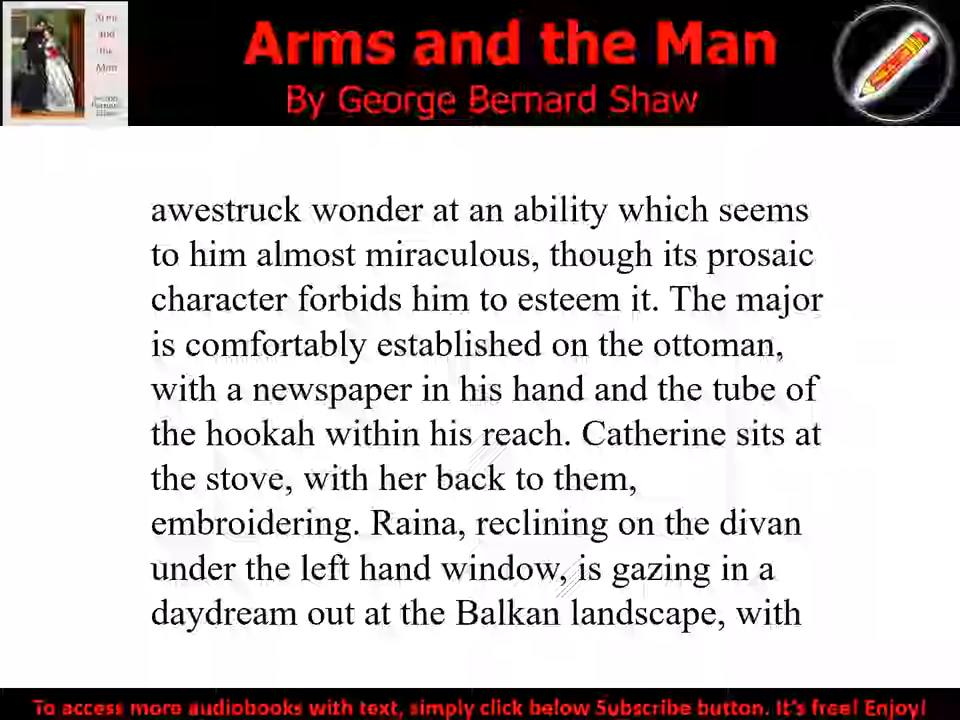 Arms
and
the
Man
Arms and the Man
By George Bernard Shaw
awestruck wonder at an ability which seems
to him almost miraculous, though its prosaic
character forbids him to esteem it. The major
is comfortably established on the ottoman,
with a newspaper in his hand and the tube of
the hookah within his reach. Catherine sits at
the stove, with her back to them,
embroidering. Raina, reclining on the divan
under the left hand window, is gazing in a
daydream out at the Balkan landscape, with
To access more audiobooks with text, simply click below Subscribe button. It's free! Enjoy!